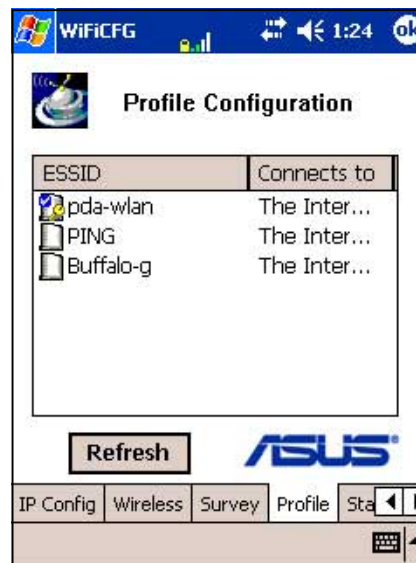 WiFiCFG 1:24 ok
Profile Configuration
ESSID Connects to
pda-wlan The Inter...
PING The Inter...
Buffalo-g The Inter...
Refresh ASUS
IP Config Wireless Survey Profile Sta